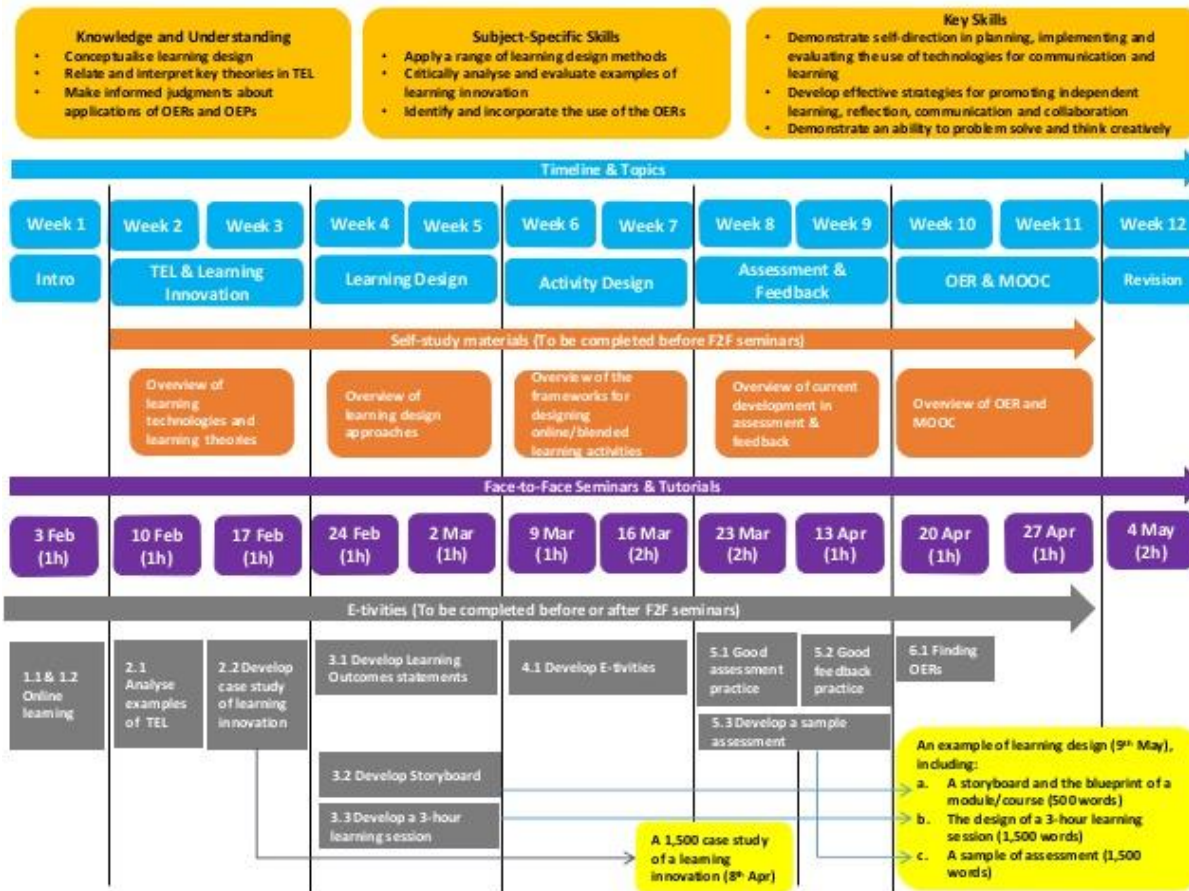 Knowledge and Understanding
• Conceptualise learning design
• Relate and interpret key theories in TEL
• Make informed judgments about
applications of OERs and OEPs
Subject-Specific Skills
• Apply a range of learning design methods
• Critically analyse and evaluate examples of
learning innovation
• Identify and incorporate the use of the OERs
Key Skills
• Demonstrate self-direction in planning, implementing and
evaluating the use of technologies for communication and
learning
• Develop effective strategies for promoting independent
learning, reflection, communication and collaboration
• Demonstrate an ability to problem solve and think creatively
Timeline & Topics
Week 1
Week 2
Week 3
Week 4
Week 5
Week 6
Week 7
Week 8
Week 9
Week 10
Week 11
Week 12
Intro
TEL & Learning
Innovation
Learning Design
Activity Design
Assessment &
Feedback
OER & MOOC
Revision
Self-study materials (To be completed before F2F seminars)
Overview of
learning
technologies and
learning theories
Overview of
learning design
approaches
Overview of the
frameworks for
designing
online/blended
learning activities
Overview of current
development in
assessment &
feedback
Overview of OER and
MOOC
Face-to-Face Seminars & Tutorials
3 Feb
(1h)
10 Feb
(1h)
17 Feb
(1h)
24 Feb
(1h)
2 Mar
(1h)
9 Mar
(1h)
16 Mar
(2h)
23 Mar
(2h)
13 Apr
(1h)
20 Apr
(1h)
27 Apr
(1h)
4 May
(2h)
E-tivities (To be completed before or after F2F seminars)
1.1 & 1.2
Online
learning
2.1
Analyse
examples
of TEL
2.2 Develop
case study
of learning
innovation
3.1 Develop Learning
Outcomes statements
4.1 Develop E-tivities
5.1 Good
assessment
practice
5.2 Good
feedback
practice
6.1 Finding
OERs
5.3 Develop a sample
assessment
3.2 Develop Storyboard
3.3 Develop a 3-hour
learning session
A 1,500 case study
of a learning
innovation (8th Apr)
An example of learning design (9th May),
including:
a. A storyboard and the blueprint of a
module/course (500 words)
b. The design of a 3-hour learning
session (1,500 words)
c. A sample of assessment (1,500
words)